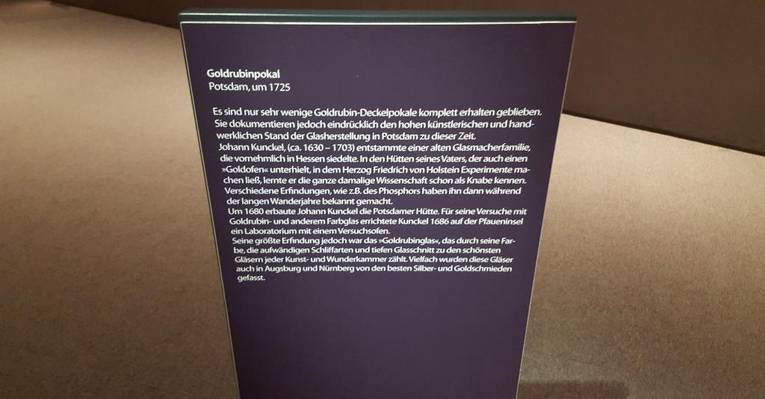 Goldrubinpokal
Potsdam, um 1725
Es sind nur sehr wenige Goldrubin-Deckelpokale komplett erhalten geblieben.
Sie dokumentieren jedoch eindrücklich den hohen künstlerischen und hand-
werklichen Stand der Glasherstellung in Potsdam zu dieser Zeit.
Johann Kunckel, (ca. 1630 – 1703) entstammte einer alten Glasmacherfamilie,
die vornehmlich in Hessen siedelte. In den Hütten seines Vaters, der auch einen
»Goldofen« unterhielt, in dem Herzog Friedrich von Holstein Experimente ma-
chen ließ, lernte er die ganze damalige Wissenschaft schon als Knabe kennen.
Verschiedene Erfindungen, wie z.B. des Phosphors haben ihn dann während
der langen Wanderjahre bekannt gemacht.
Um 1680 erbaute Johann Kunckel die Potsdamer Hütte. Für seine Versuche mit
Goldrubin- und anderem Farbglas errichtete Kunckel 1686 auf der Pfaueninsel
ein Laboratorium mit einem Versuchsofen.
Seine größte Erfindung jedoch war das »Goldrubinglas«, das durch seine Far-
be, die aufwändigen Schliffarten und tiefen Glasschnitt zu den schönsten
Gläsern jeder Kunst- und Wunderkammer zählt. Vielfach wurden diese Gläser
auch in Augsburg und Nürnberg von den besten Silber- und Goldschmieden
gefasst.